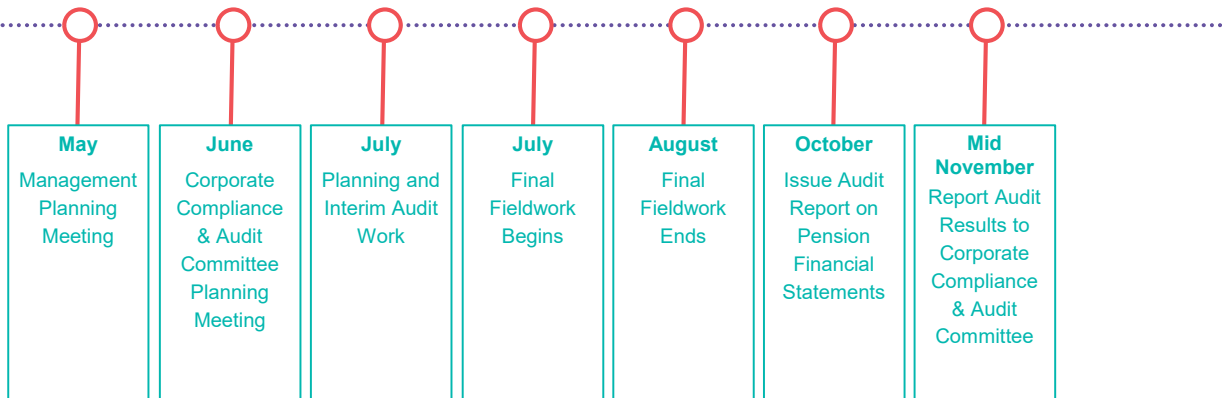 May
Management
Planning
Meeting
June
Corporate
Compliance
& Audit
Committee
Planning
Meeting
July
Planning and
Interim Audit
Work
July
Final
Fieldwork
Begins
August
Final
Fieldwork
Ends
October
Issue Audit
Report on
Pension
Financial
Statements
Mid
November
Report Audit
Results to
Corporate
Compliance
& Audit
Committee